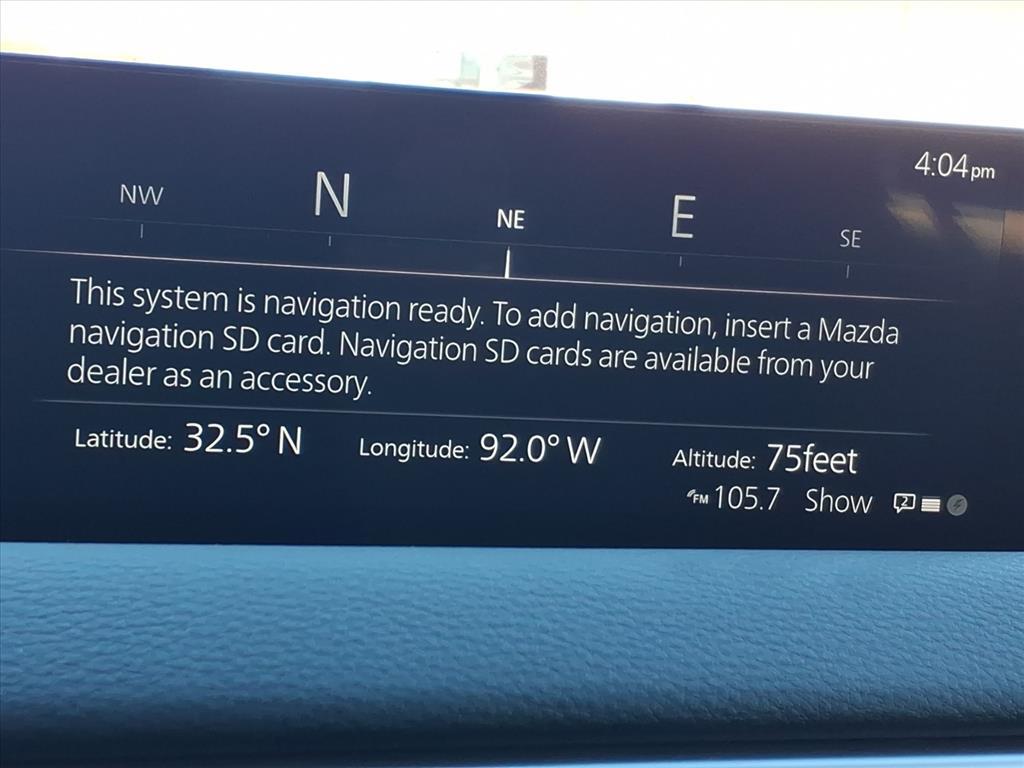 4:04pm
NW N NE E SE
This system is navigation ready. To add navigation, insert a Mazda
navigation SD card. Navigation SD cards are available from your
dealer as an accessory.
Latitude: 32.5° N Longitude: 92.0° W Altitude: 75feet
FM 105.7 Show 2